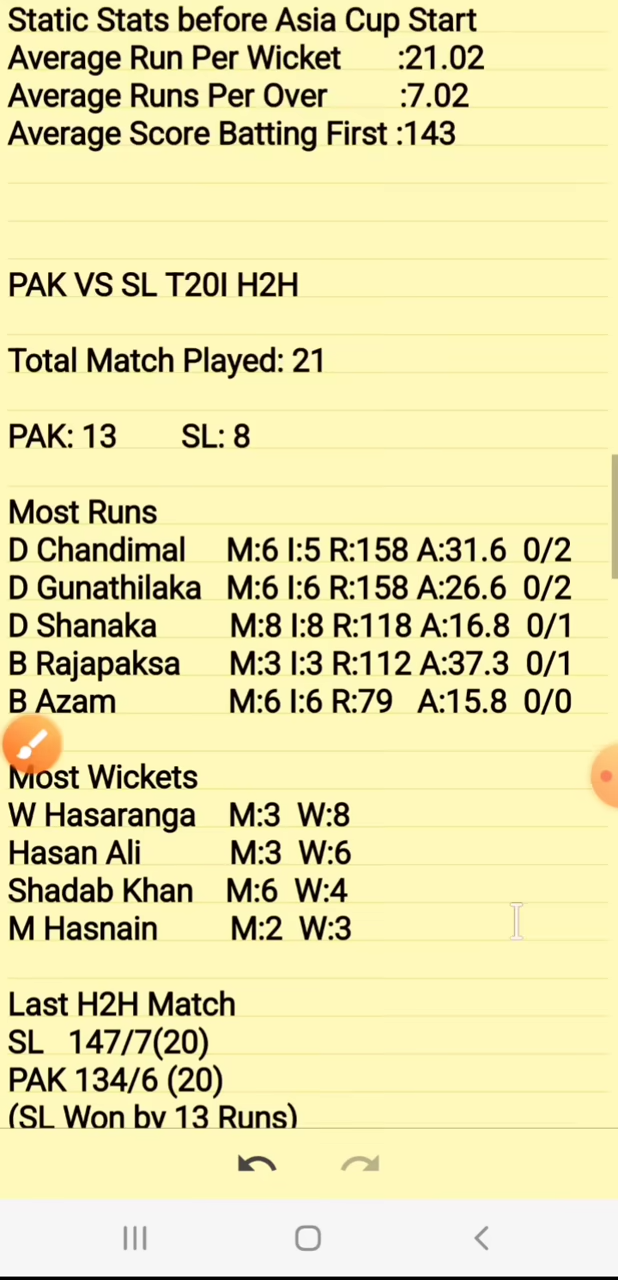 Static Stats before Asia Cup Start
Average Run Per Wicket :21.02
Average Runs Per Over :7.02
Average Score Batting First :143
PAK VS SL T20I H2H
Total Match Played: 21
PAK: 13 SL: 8
Most Runs
D Chandimal M:6 I:5 R:158 A:31.6 0/2
D Gunathilaka M:6 I:6 R:158 A:26.6 0/2
D Shanaka M:8 I:8 R:118 A:16.8 0/1
B Rajapaksa M:3 I:3 R:112 A:37.3 0/1
B Azam M:6 I:6 R:79 A:15.8 0/0
Most Wickets
W Hasaranga M:3 W:8
Hasan Ali M:3 W:6
Shadab Khan M:6 W:4
M Hasnain M:2 W:3
Last H2H Match
SL 147/7(20)
PAK 134/6 (20)
(SL Won by 13 Runs)